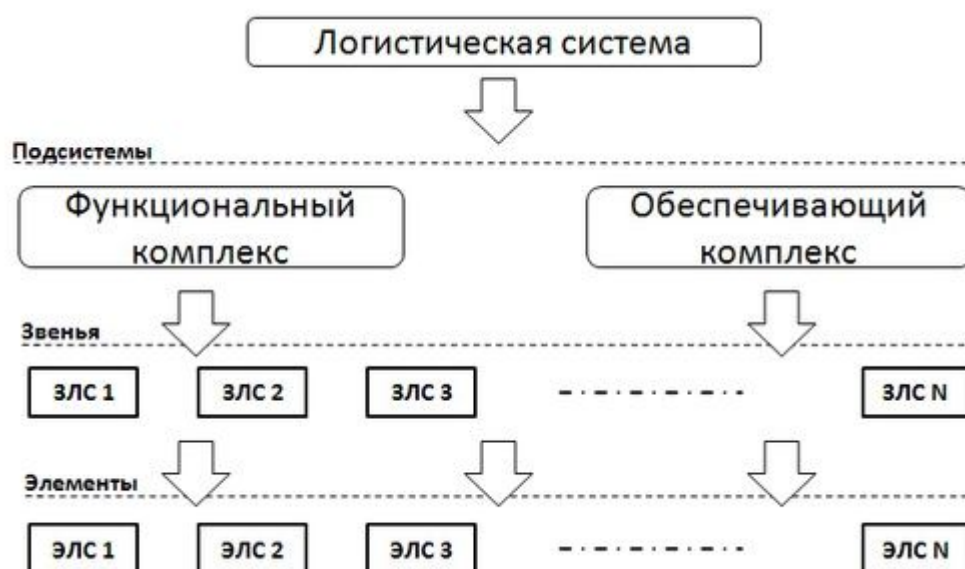 Логистическая система
Подсистемы
Функциональный
комплекс
Обеспечивающий
комплекс
Звенья
ЗЛС 1
ЗЛС 2
ЗЛС 3
ЗЛС N
Элементы
ЭЛС 1
ЭЛС 2
ЭЛС 3
ЭЛС N